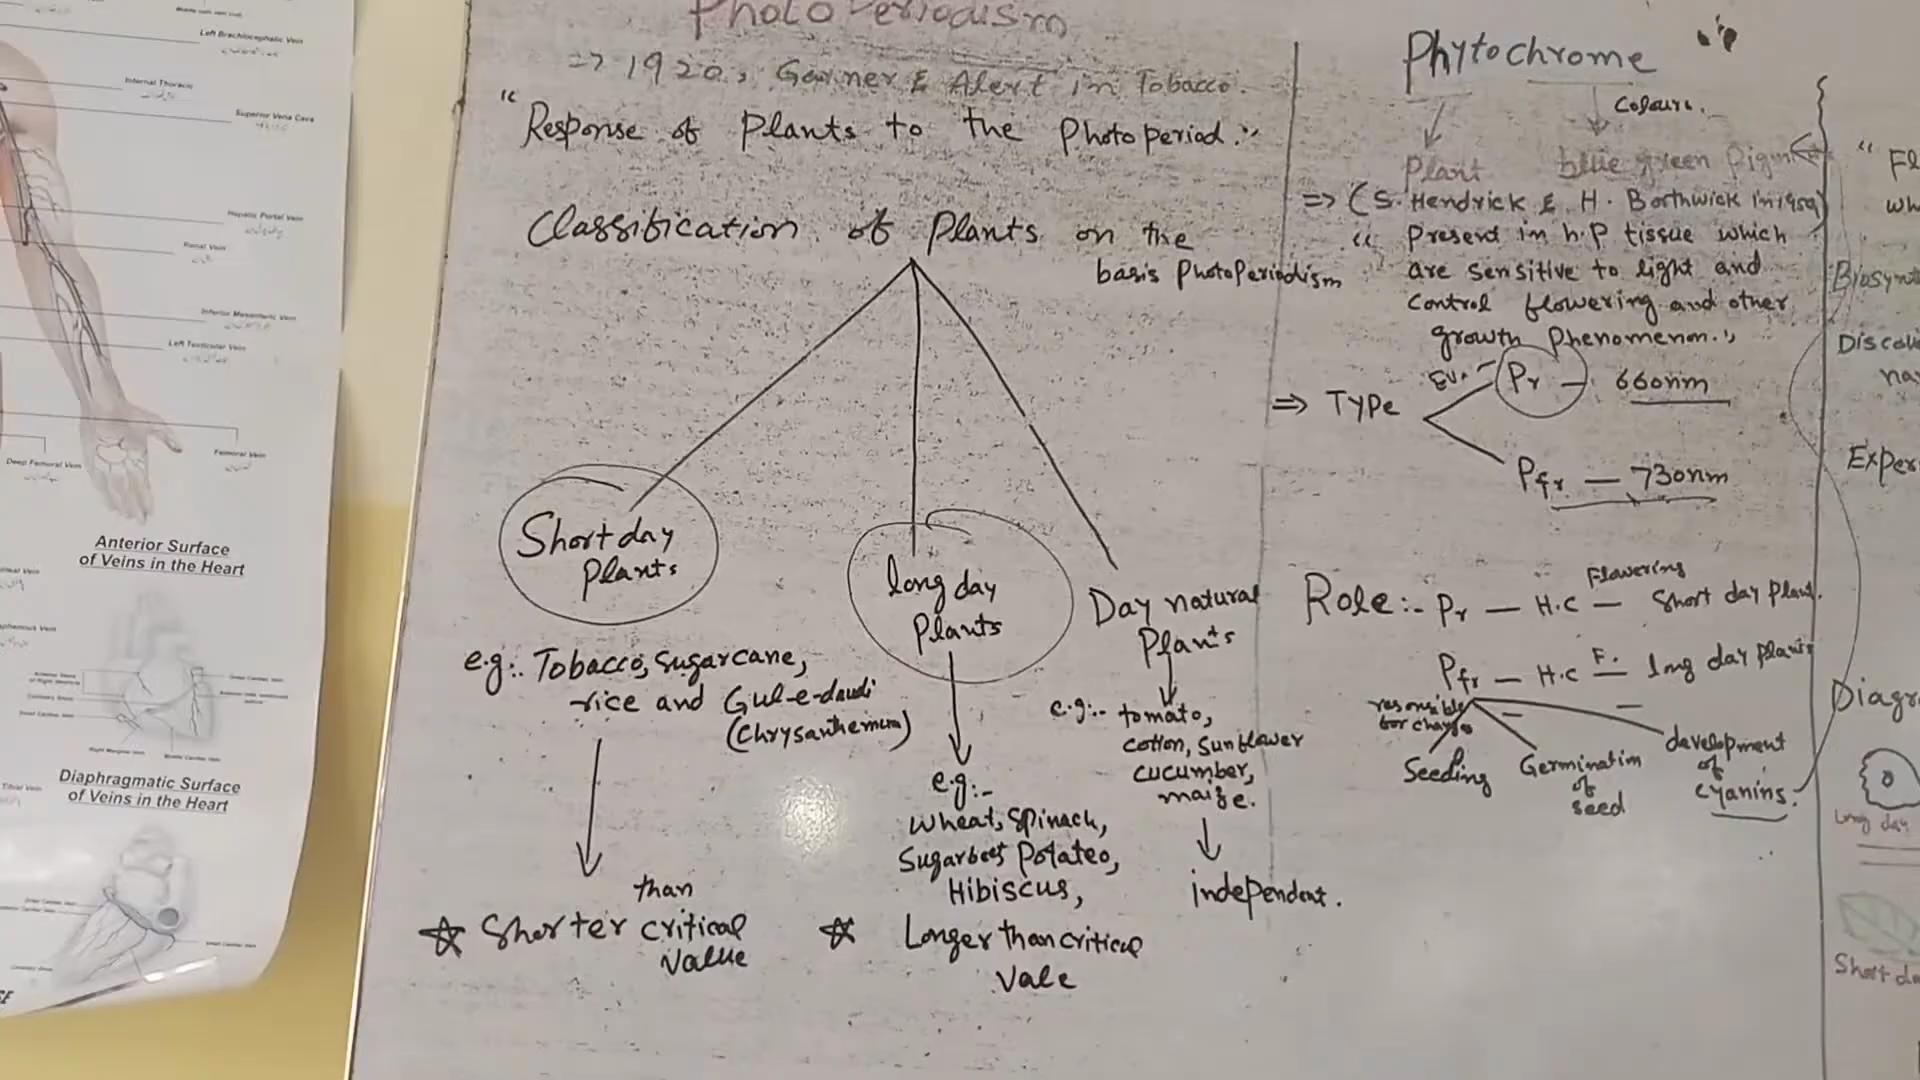 Left Brachiocephalic Vein
Internal Thoracic
Superior Vena Cava
Hepatic Portal Vein
Renal Vein
Inferior Mesenteric Vein
Left Testicular Vein
Femoral Vein
Deep Femoral Vein
Anterior Surface
of Veins in the Heart
Diaphragmatic Surface
of Veins in the Heart
PhotoPeriodism
=> 1920, Garner & Alert in Tobacco.
"Response of Plants to the Photoperiod."
Classification of Plants on the
basis Photoperiodism
Short day
Plants
e.g:. Tobacco, Sugarcane,
rice and Gul-e-daudi
(Chrysanthemum)
than
☆ Shorter critical
Value
long day
Plants
e.g:-
Wheat, Spinach,
Sugarbeet Potateo,
Hibiscus,
☆ Longer than critical
Vale
Day natural
Plants
e.g:- tomato,
cotton, Sunflower
cucumber,
maize.
independent.
Phytochrome
Colours.
Plant blue green
=> (S. Hendrick & H. Borthwick in 1959)
" Present in h.p tissue which
are sensitive to light and
control flowering and other
growth Phenomenon."
=> Type
Pr — 660nm
Pfr — 730nm
Flowering
Role:- Pr — H.C — Short day Plant.
Pfr — H.C F. — long day Plants
Seeding
Germination
of
seed
development
of
cyanins.
" Fl
wh
Biosynt
Discov
na
Exper
Diagr
Long day
Short da